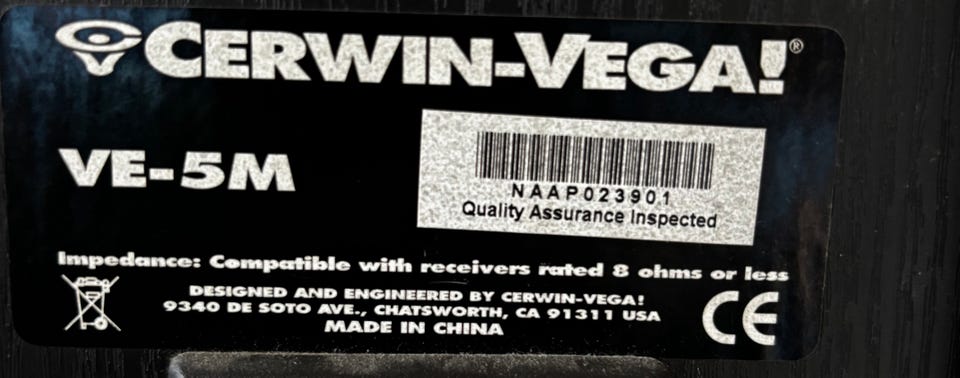 CERWIN-VEGA!®
VE-5M
NAAP023901
Quality Assurance Inspected
Impedance: Compatible with receivers rated 8 ohms or less
DESIGNED AND ENGINEERED BY CERWIN-VEGA!
9340 DE SOTO AVE., CHATSWORTH, CA 91311 USA
MADE IN CHINA
CE